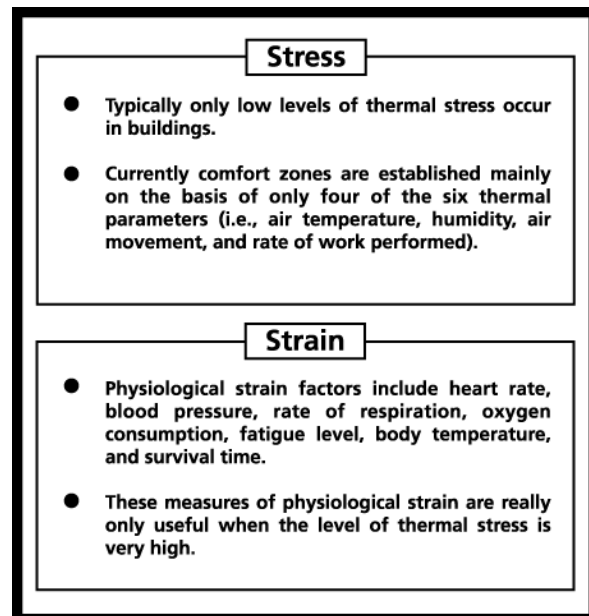 Stress
● Typically only low levels of thermal stress occur
in buildings.
● Currently comfort zones are established mainly
on the basis of only four of the six thermal
parameters (i.e., air temperature, humidity, air
movement, and rate of work performed).
Strain
● Physiological strain factors include heart rate,
blood pressure, rate of respiration, oxygen
consumption, fatigue level, body temperature,
and survival time.
● These measures of physiological strain are really
only useful when the level of thermal stress is
very high.